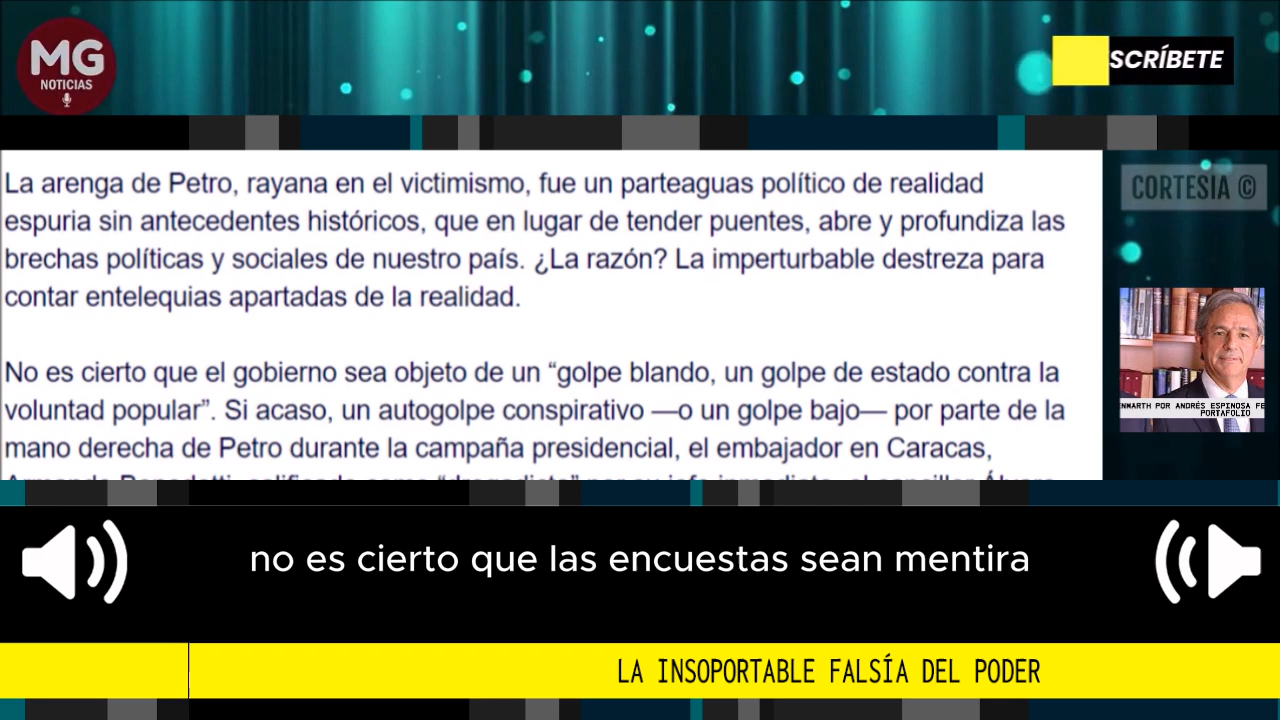 MG
NOTICIAS
SCRÍBETE
La arenga de Petro, rayana en el victimismo, fue un parteaguas político de realidad
espuria sin antecedentes históricos, que en lugar de tender puentes, abre y profundiza las
brechas políticas y sociales de nuestro país. ¿La razón? La imperturbable destreza para
contar entelequias apartadas de la realidad.
No es cierto que el gobierno sea objeto de un “golpe blando, un golpe de estado contra la
voluntad popular”. Si acaso, un autogolpe conspirativo —o un golpe bajo— por parte de la
mano derecha de Petro durante la campaña presidencial, el embajador en Caracas,
CORTESIA ©
ENMARTH POR ANDRÉS ESPINOSA FE
PORTAFOLIO
no es cierto que las encuestas sean mentira
LA INSOPORTABLE FALSÍA DEL PODER